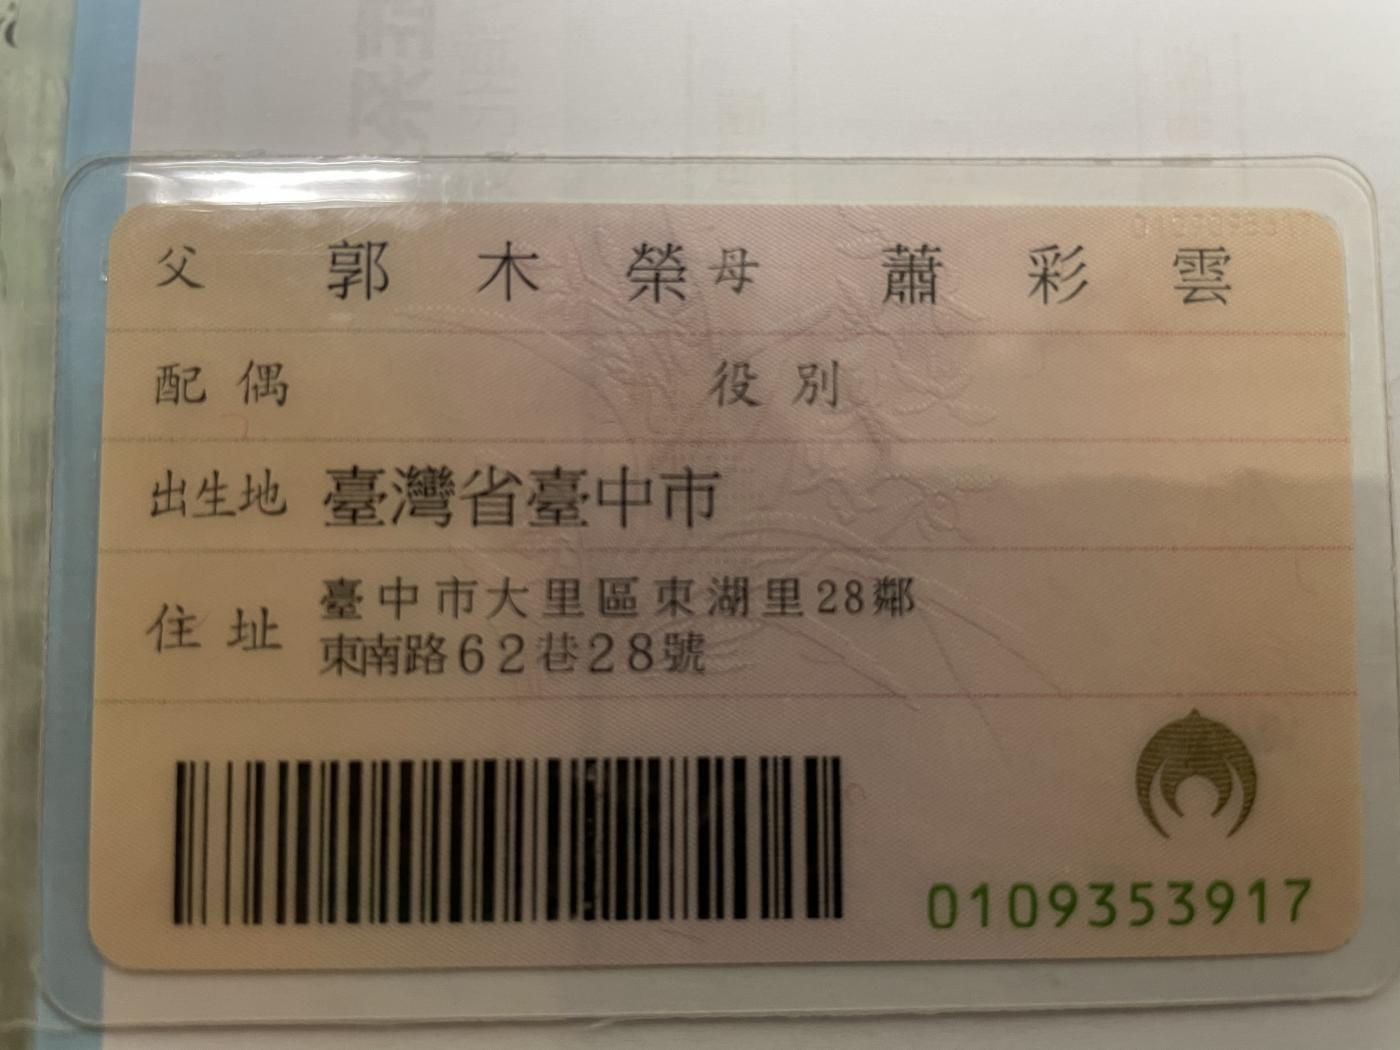 父 郭木榮 母 蕭彩雲
配偶 役別
出生地 臺灣省臺中市
住址 臺中市大里區東湖里28鄰
東南路62巷28號
0109353917